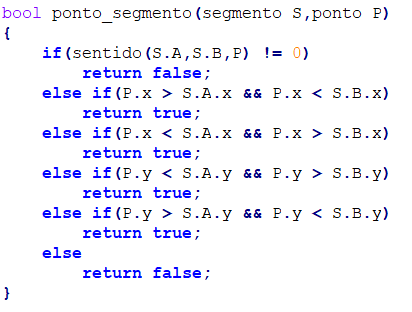 bool ponto_segmento(segmento S,ponto P)
{
    if(sentido(S.A,S.B,P) != 0)
        return false;
    else if(P.x > S.A.x && P.x < S.B.x)
        return true;
    else if(P.x < S.A.x && P.x > S.B.x)
        return true;
    else if(P.y < S.A.y && P.y > S.B.y)
        return true;
    else if(P.y > S.A.y && P.y < S.B.y)
        return true;
    else
        return false;
}